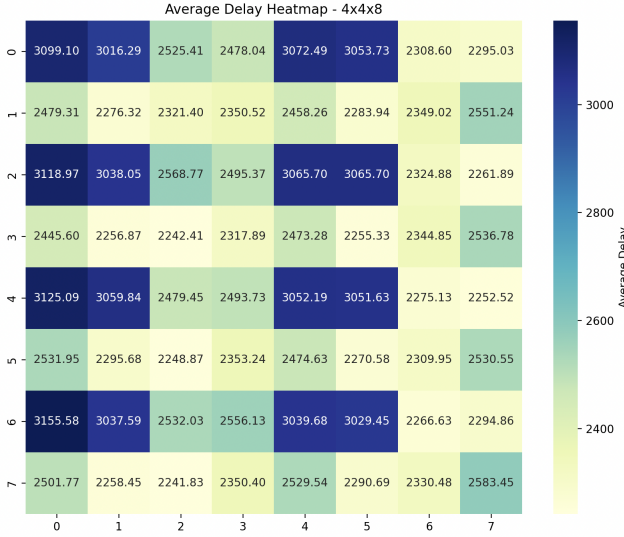 Average Delay Heatmap - 4x4x8
0 3099.10 3016.29 2525.41 2478.04 3072.49 3053.73 2308.60 2295.03
1 2479.31 2276.32 2321.40 2350.52 2458.26 2283.94 2349.02 2551.24
2 3118.97 3038.05 2568.77 2495.37 3065.70 3065.70 2324.88 2261.89
3 2445.60 2256.87 2242.41 2317.89 2473.28 2255.33 2344.85 2536.78
4 3125.09 3059.84 2479.45 2493.73 3052.19 3051.63 2275.13 2252.52
5 2531.95 2295.68 2248.87 2353.24 2474.63 2270.58 2309.95 2530.55
6 3155.58 3037.59 2532.03 2556.13 3039.68 3029.45 2266.63 2294.86
7 2501.77 2258.45 2241.83 2350.40 2529.54 2290.69 2330.48 2583.45
0 1 2 3 4 5 6 7
3000
2800
2600
2400
Average Delay